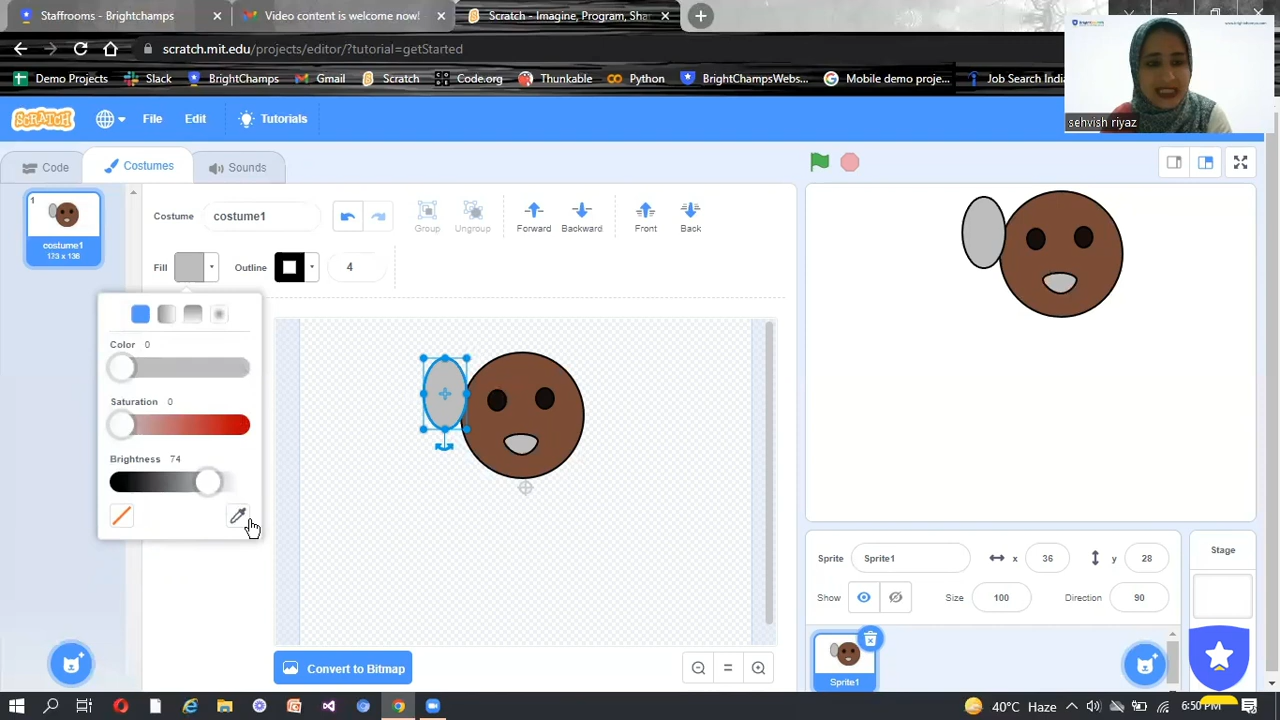 Staffrooms - Brightchamps
Video conferen now!
Scratch - Imagine, Program, Sha
scratch.mit.edu/projects/editor/?tutorial=getStarted
Demo Projects
Slack
BrightChamps
Gmail
Scratch
Code.org
Thunkable
Python
BrightChampsWebs...
Mobile demo proje...
Job Search Indi
sehvish riyaz
SCRATCH
File
Edit
Tutorials
Code
Costumes
Sounds
1
costume1
173 x 136
Costume
costume1
Group
Ungroup
Forward
Backward
Front
Back
Fill
Outline
4
Color 0
Saturation 0
Brightness 74
Convert to Bitmap
Sprite
Sprite1
x
36
y
28
Show
Size
100
Direction
90
Stage
Sprite1
40°C Haze
6:50 PM